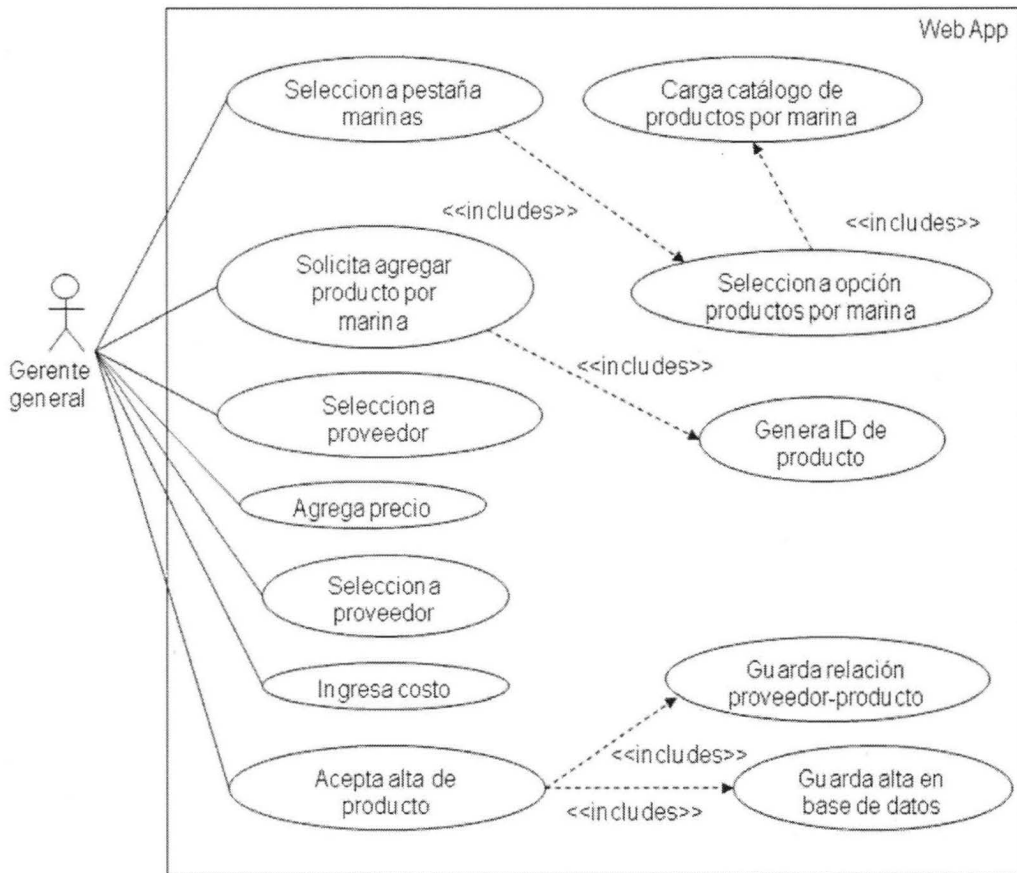 Web App
Selecciona pestaña
marinas
Carga catálogo de
productos por marina
<<includes>>
<<includes>>
Solicita agregar
producto por
marina
Selecciona opción
productos por marina
Gerente
general
<<includes>>
Selecciona
proveedor
Genera ID de
producto
Agrega precio
Selecciona
proveedor
Ingresa costo
Guarda relación
proveedor-producto
<<includes>>
Acepta alta de
producto
Guarda alta en
base de datos
<<includes>>